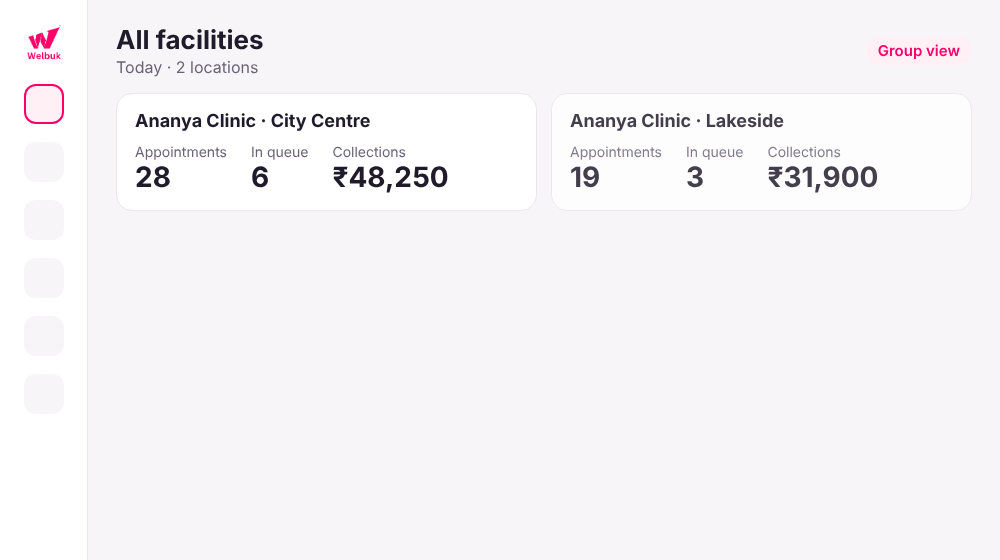 Welbuk
All facilities
Today · 2 locations
Group view
Ananya Clinic · City Centre
Appointments In queue Collections
28 6 ₹48,250
Ananya Clinic · Lakeside
Appointments In queue Collections
19 3 ₹31,900